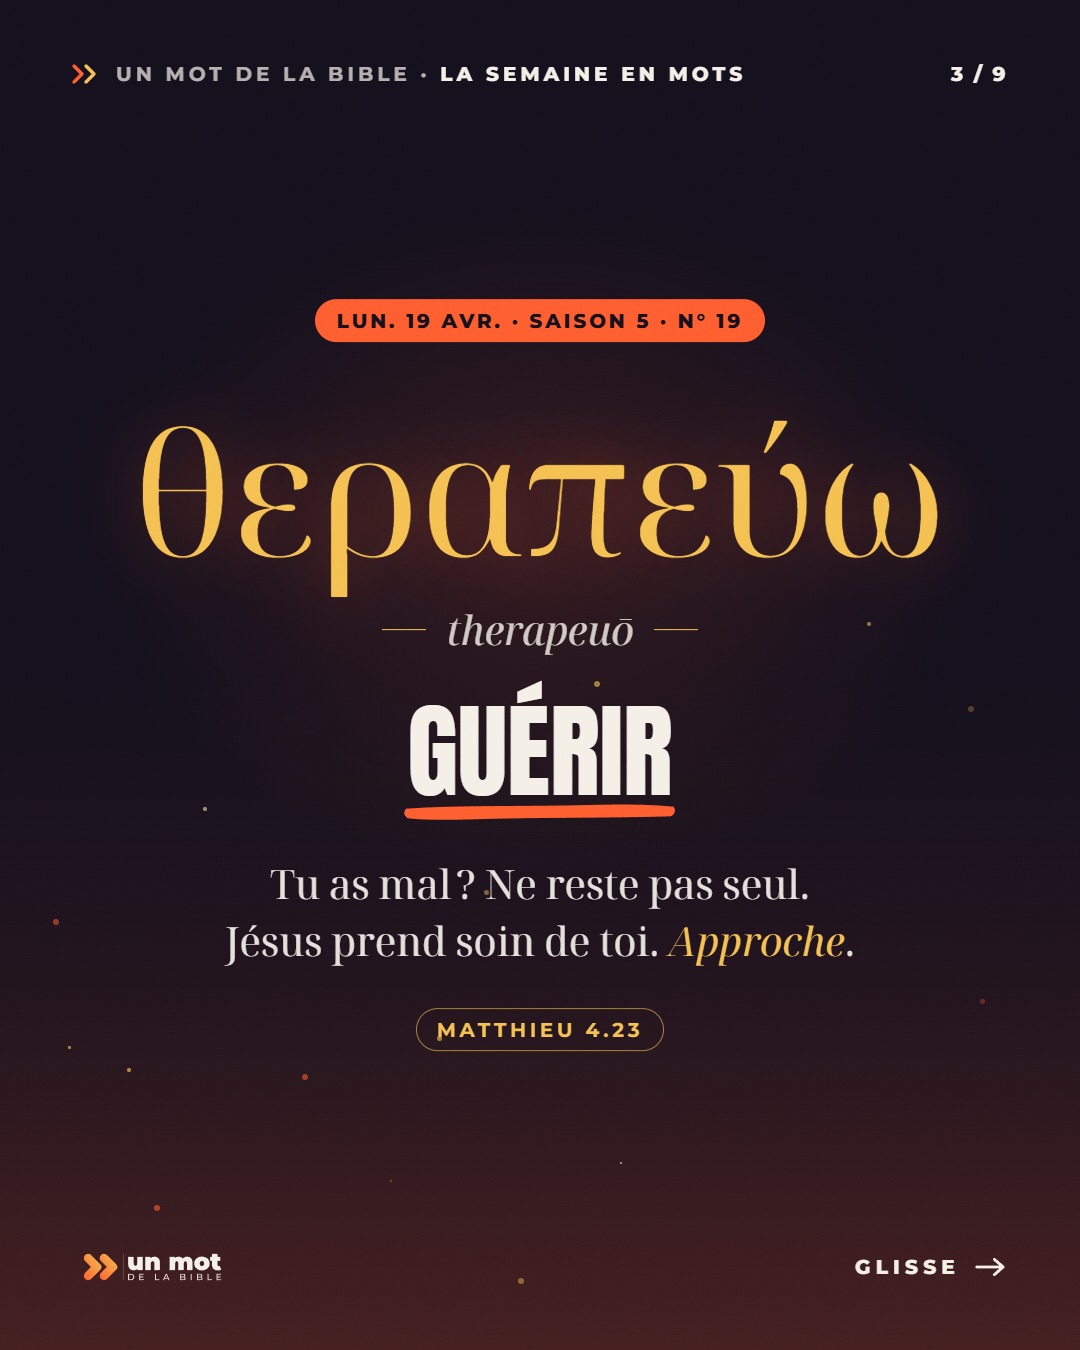 UN MOT DE LA BIBLE · LA SEMAINE EN MOTS
3 / 9
LUN. 19 AVR. · SAISON 5 · N° 19
θεραπεύω
therapeuō
GUÉRIR
Tu as mal ? Ne reste pas seul.
Jésus prend soin de toi. Approche.
MATTHIEU 4.23
un mot
DE LA BIBLE
GLISSE →